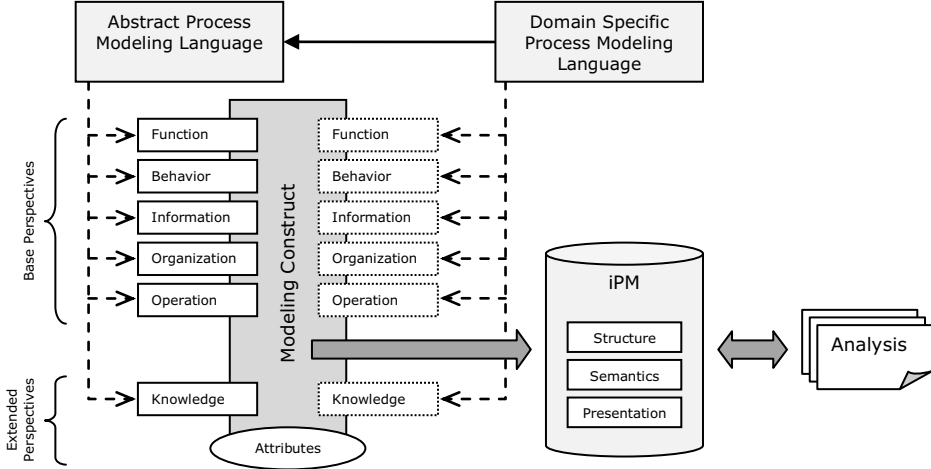 Abstract Process
Modeling Language
Domain Specific
Process Modeling
Language
Base Perspectives
Function
Behavior
Information
Organization
Operation
Extended
Perspectives
Knowledge
Modeling Construct
Attributes
Function
Behavior
Information
Organization
Operation
Knowledge
iPM
Structure
Semantics
Presentation
Analysis